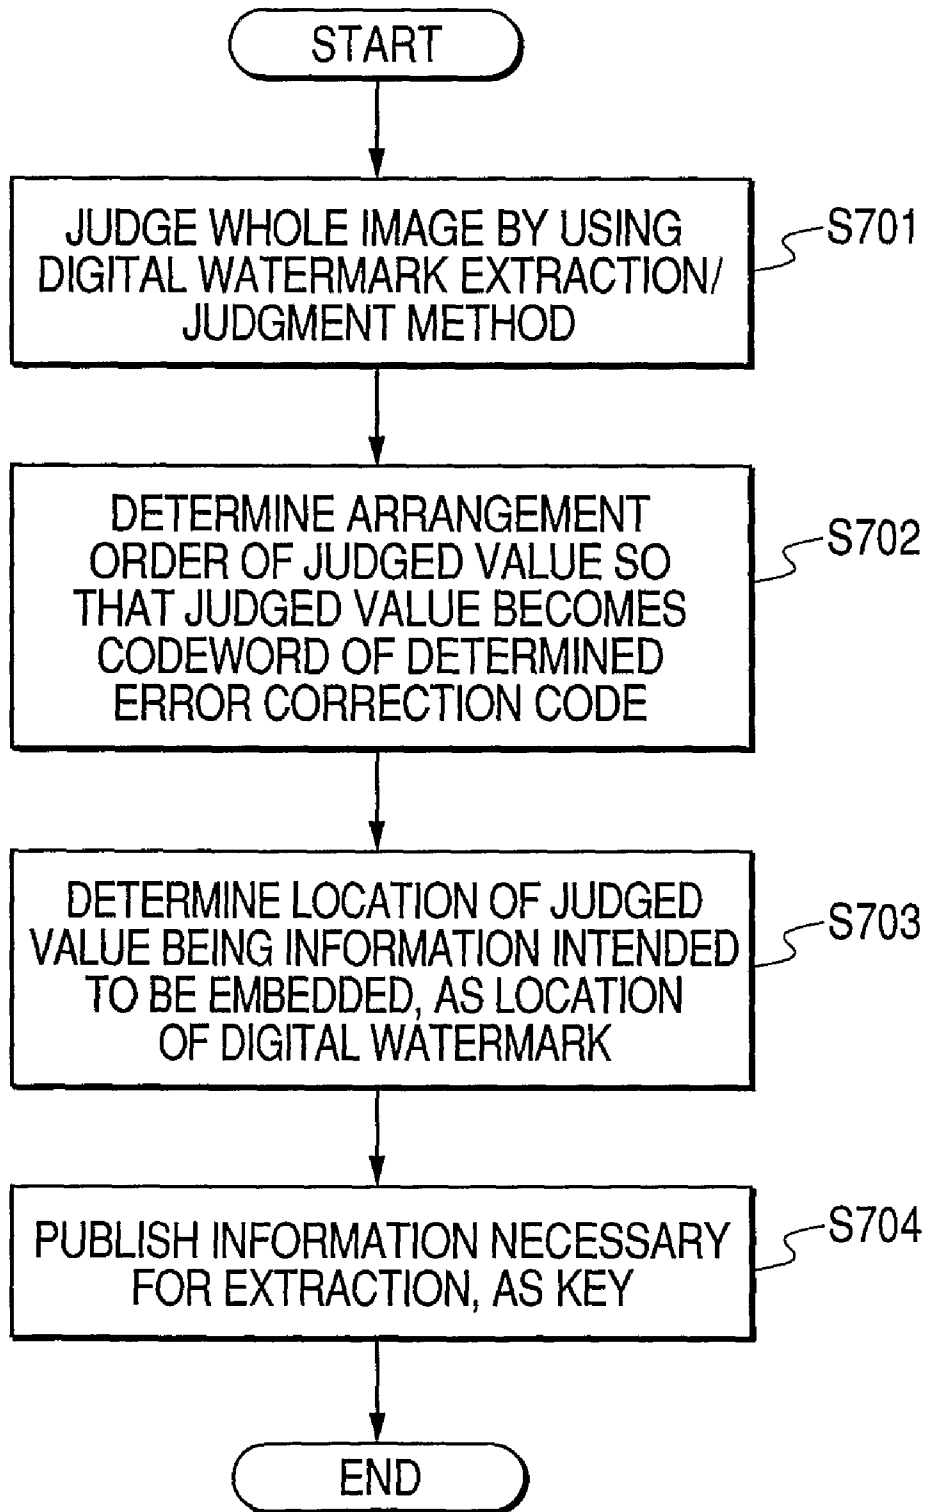 START
JUDGE WHOLE IMAGE BY USING
DIGITAL WATERMARK EXTRACTION/
JUDGMENT METHOD
S701
DETERMINE ARRANGEMENT
ORDER OF JUDGED VALUE SO
THAT JUDGED VALUE BECOMES
CODEWORD OF DETERMINED
ERROR CORRECTION CODE
S702
DETERMINE LOCATION OF JUDGED
VALUE BEING INFORMATION INTENDED
TO BE EMBEDDED, AS LOCATION
OF DIGITAL WATERMARK
S703
PUBLISH INFORMATION NECESSARY
FOR EXTRACTION, AS KEY
S704
END